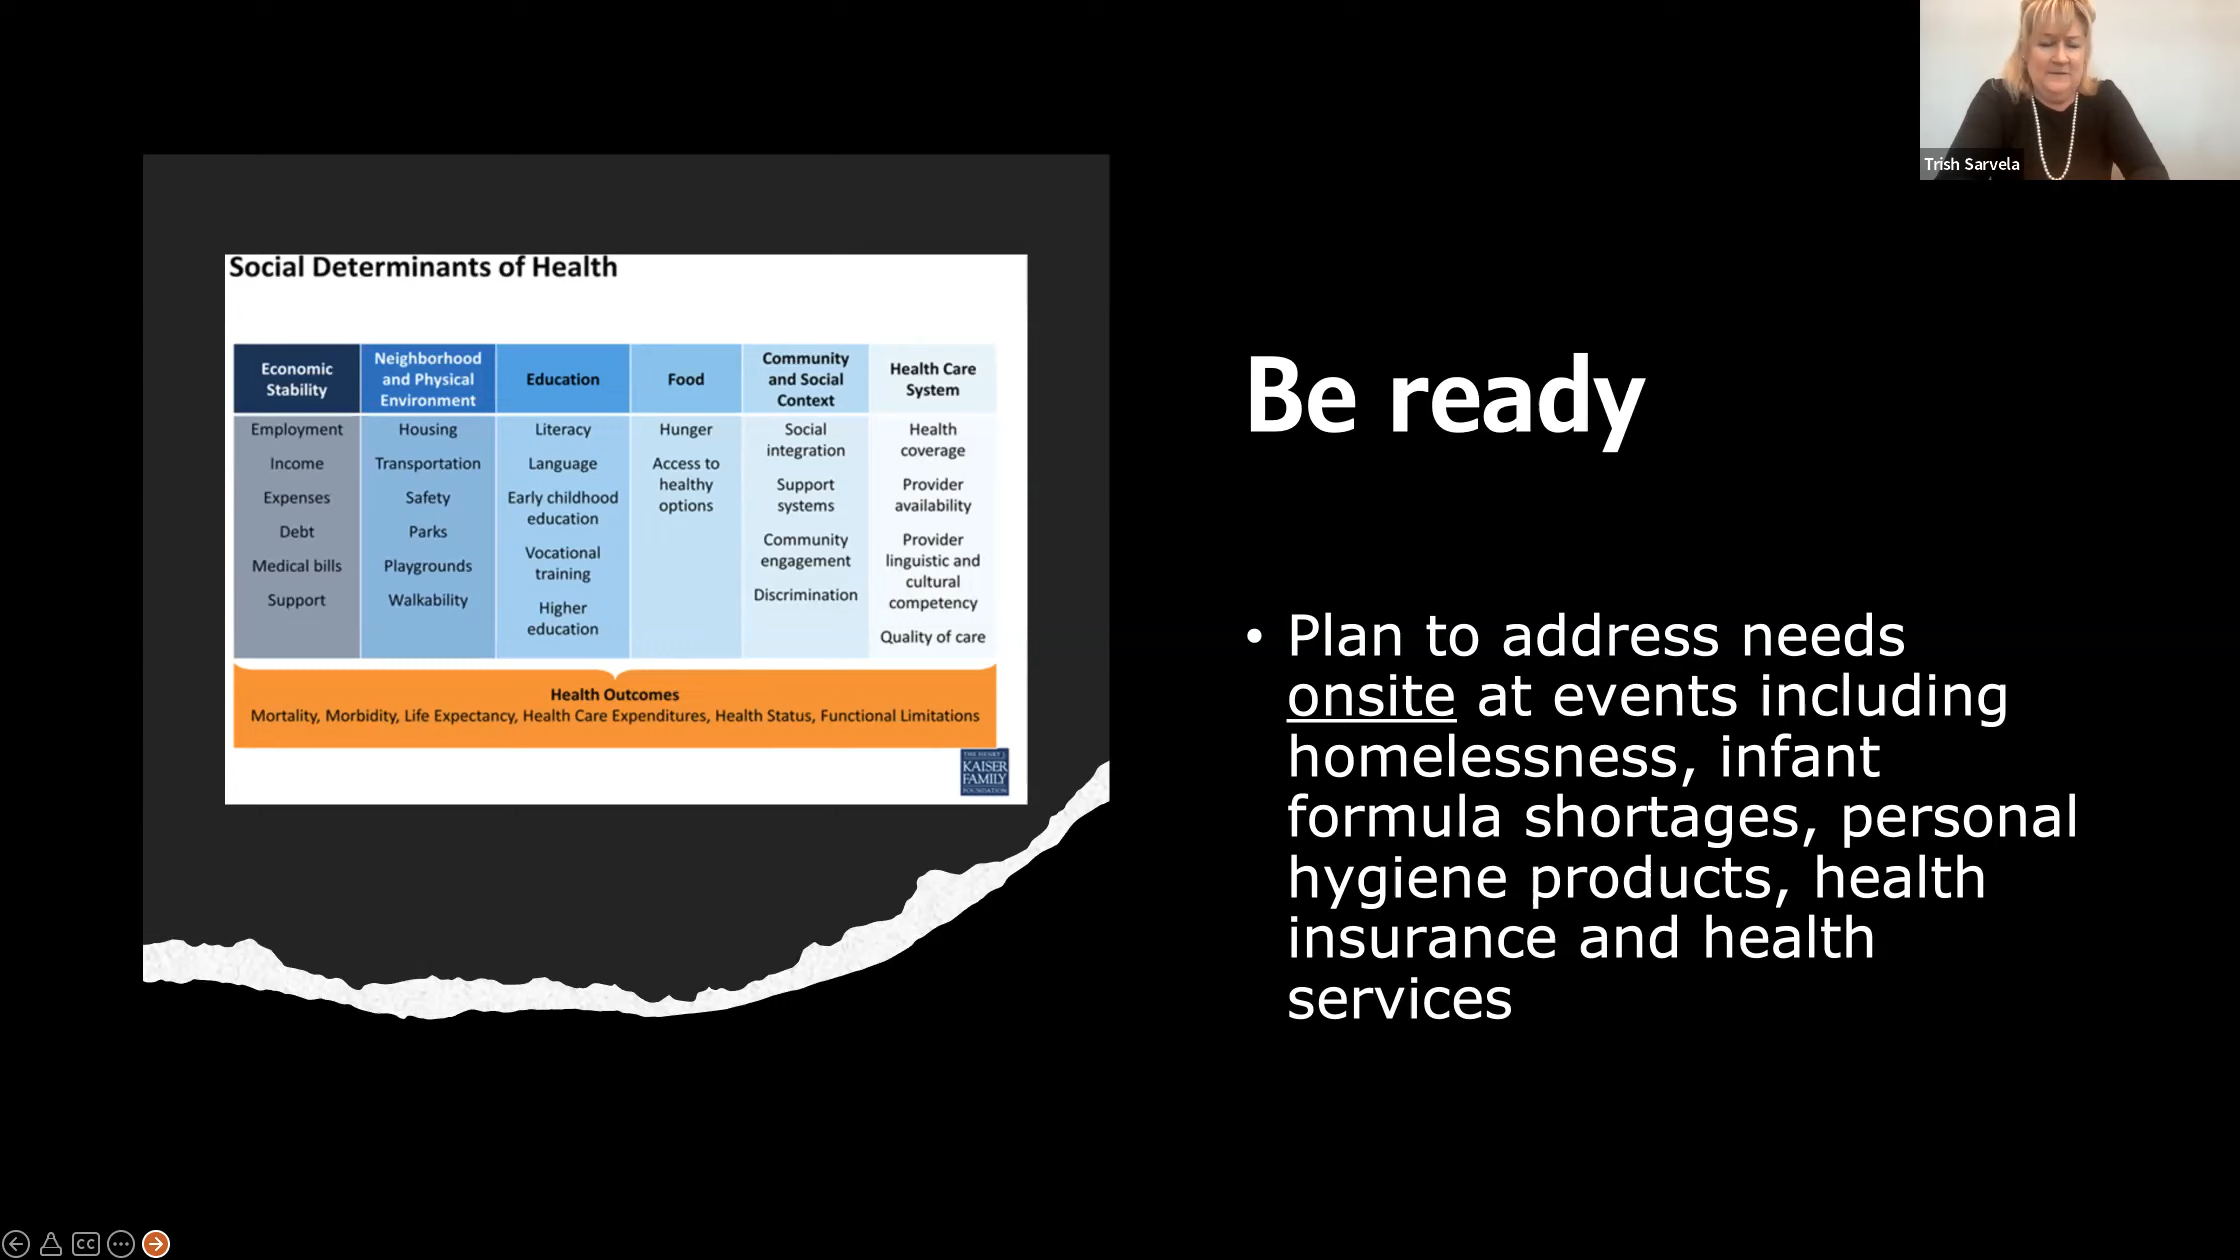 Trish Sarvela
Social Determinants of Health
Economic
Stability
Employment
Income
Expenses
Debt
Medical bills
Support
Neighborhood
and Physical
Environment
Housing
Transportation
Safety
Parks
Playgrounds
Walkability
Education
Literacy
Language
Early childhood
education
Vocational
training
Higher
education
Food
Hunger
Access to
healthy
options
Community
and Social
Context
Social
integration
Support
systems
Community
engagement
Discrimination
Health Care
System
Health
coverage
Provider
availability
Provider
linguistic and
cultural
competency
Quality of care
Health Outcomes
Mortality, Morbidity, Life Expectancy, Health Care Expenditures, Health Status, Functional Limitations
THE HENRY J.
KAISER
FAMILY
FOUNDATION
Be ready
• Plan to address needs
onsite at events including
homelessness, infant
formula shortages, personal
hygiene products, health
insurance and health
services
CC